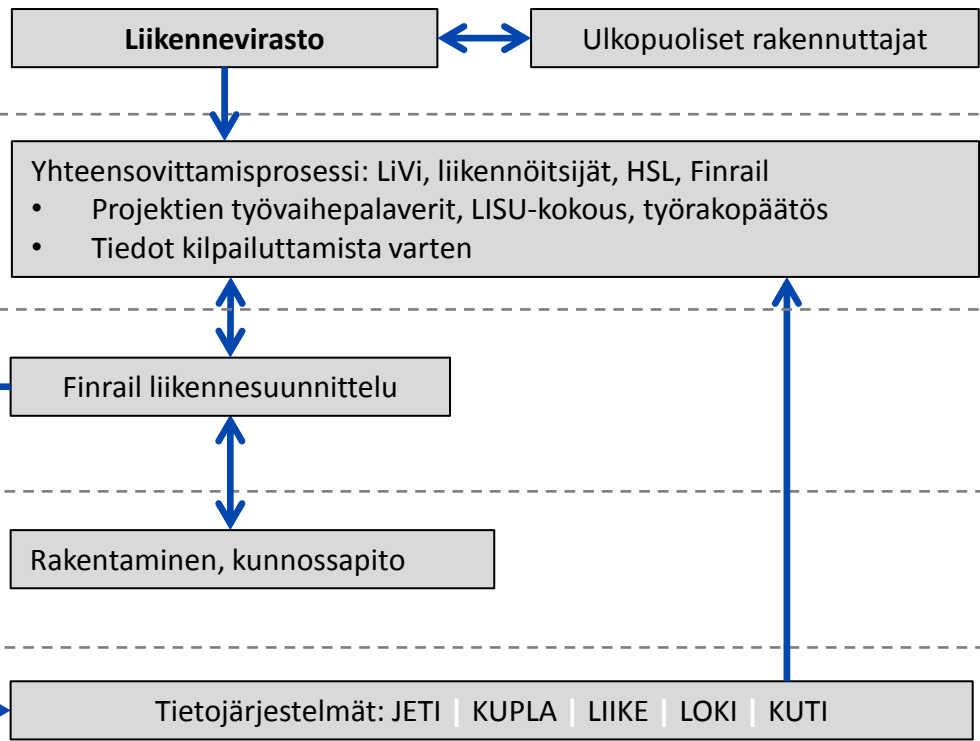 Liikennevirasto
Ulkopuoliset rakennuttajat
Yhteensovittamisprosessi: LiVi, liikennöitsijät, HSL, Finrail
• Projektien työvaihepalaverit, LISU-kokous, työrakopäätös
• Tiedot kilpailuttamista varten
Finrail liikennesuunnittelu
Rakentaminen, kunnossapito
Tietojärjestelmät: JETI | KUPLA | LIIKE | LOKI | KUTI